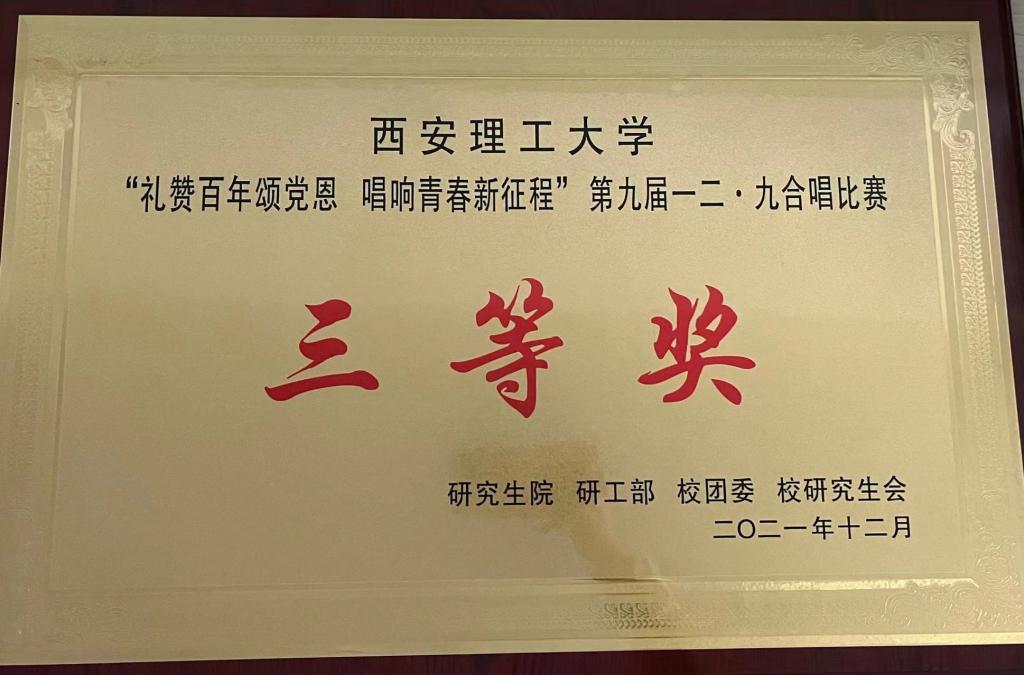 西安理工大学
“礼赞百年颂党恩 唱响青春新征程”第九届一二·九合唱比赛
三等奖
研究生院 研工部 校团委 校研究生会
二〇二一年十二月